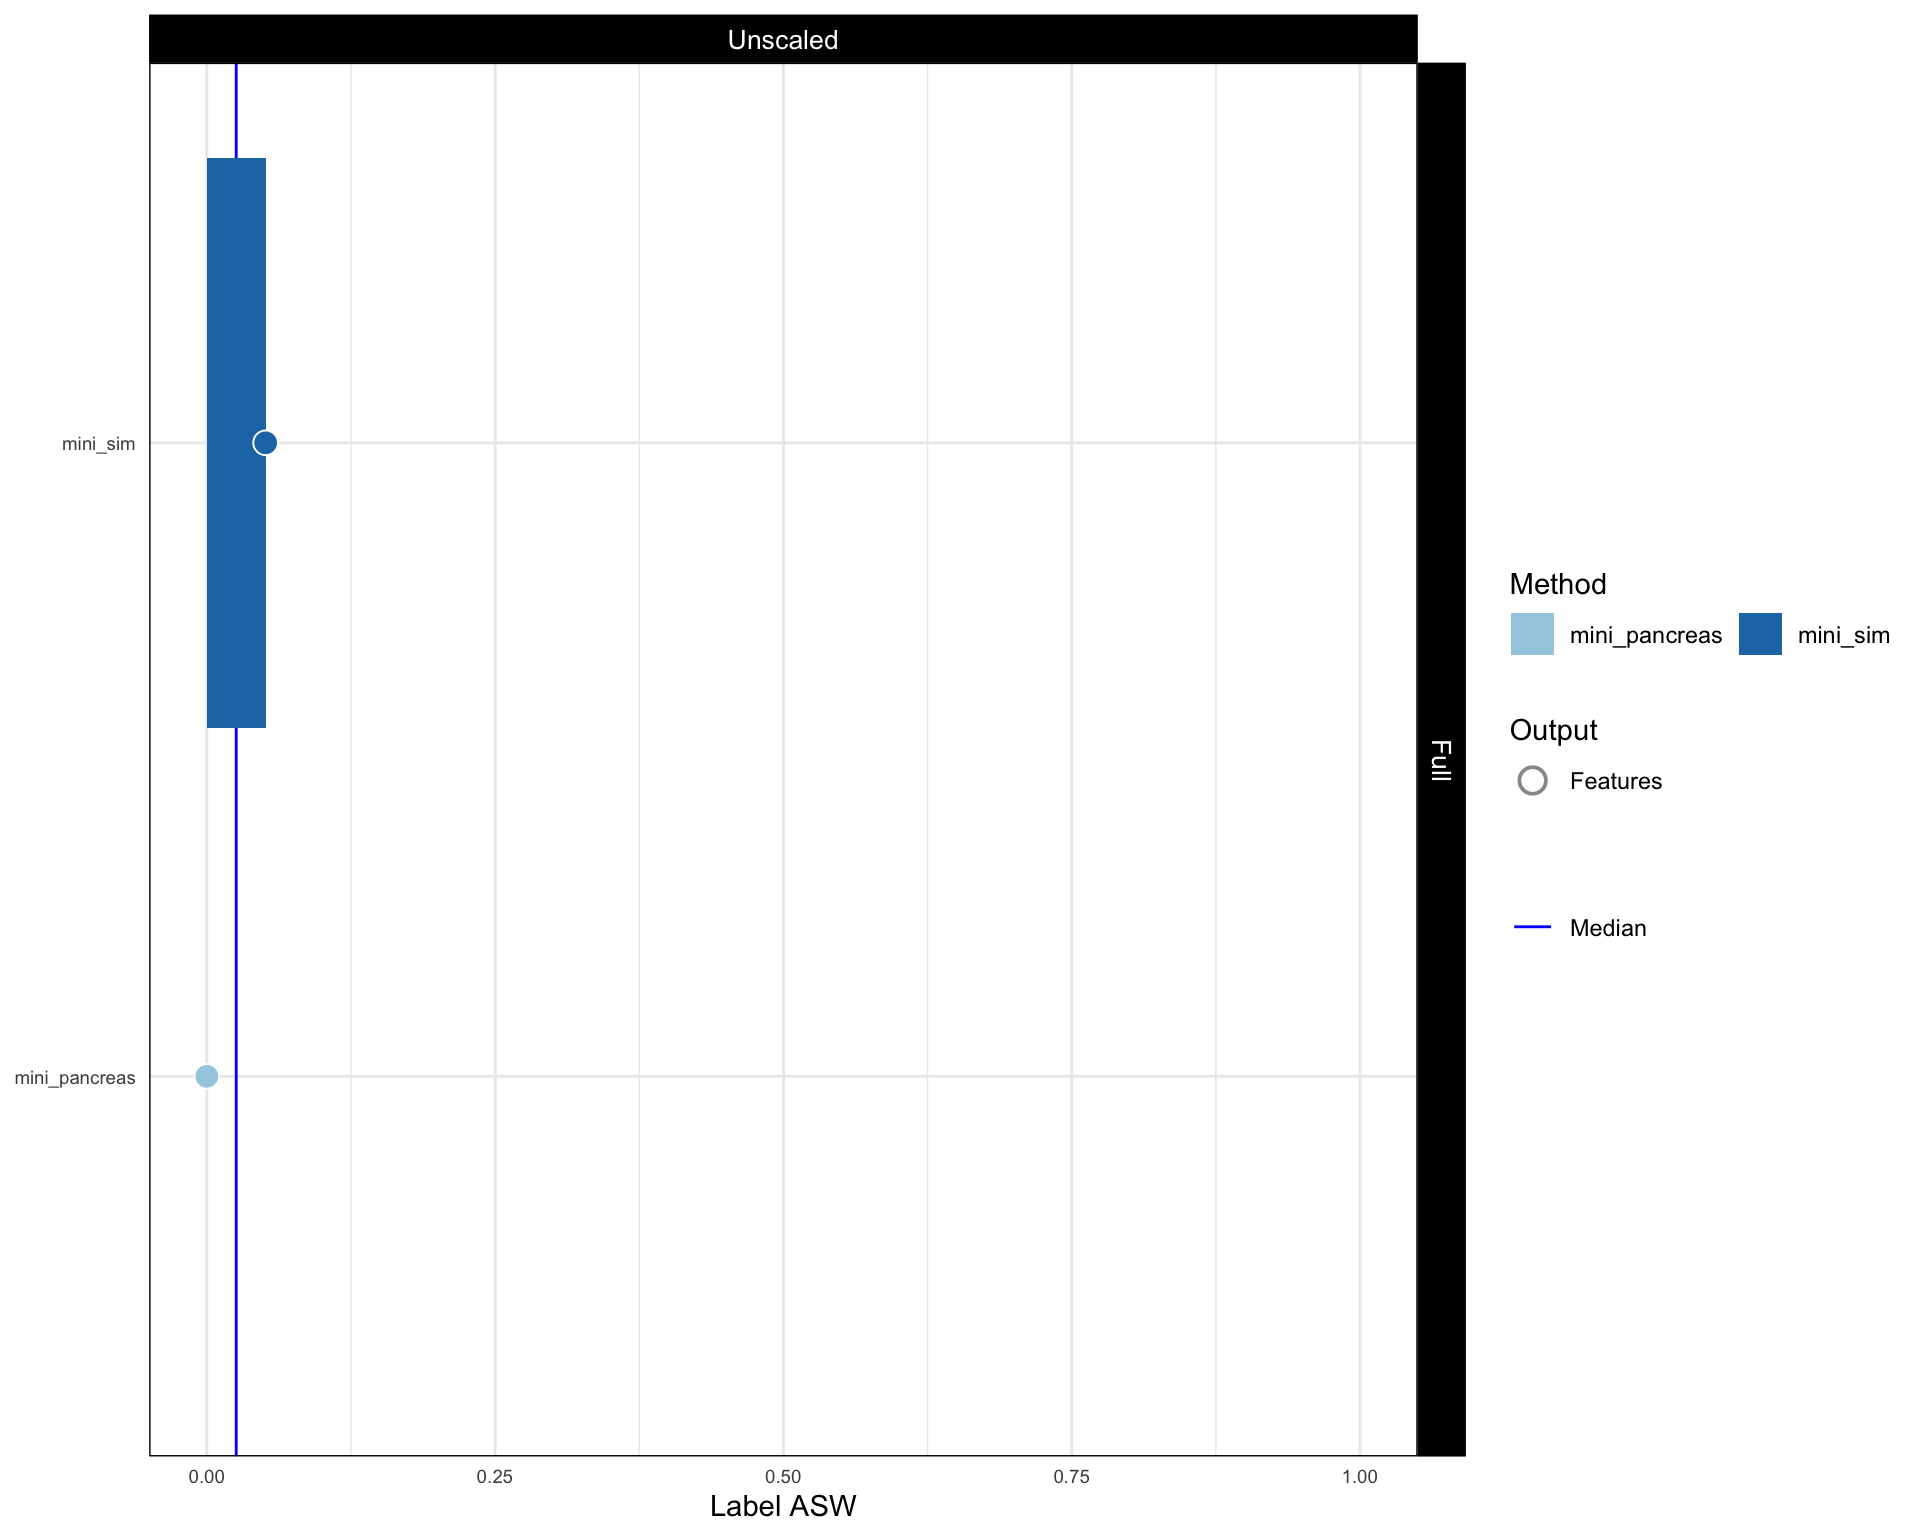 Unscaled
Full
mini_sim
mini_pancreas
0.00
0.25
0.50
0.75
1.00
Label ASW
Method
mini_pancreas
mini_sim
Output
Features
Median